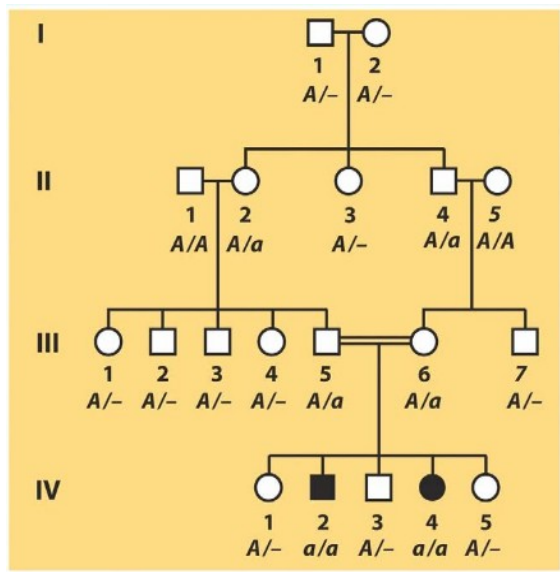 I
1 2
A/– A/–
II
1 2 3 4 5
A/A A/a A/– A/a A/A
III
1 2 3 4 5 6 7
A/– A/– A/– A/– A/a A/a A/–
IV
1 2 3 4 5
A/– a/a A/– a/a A/–